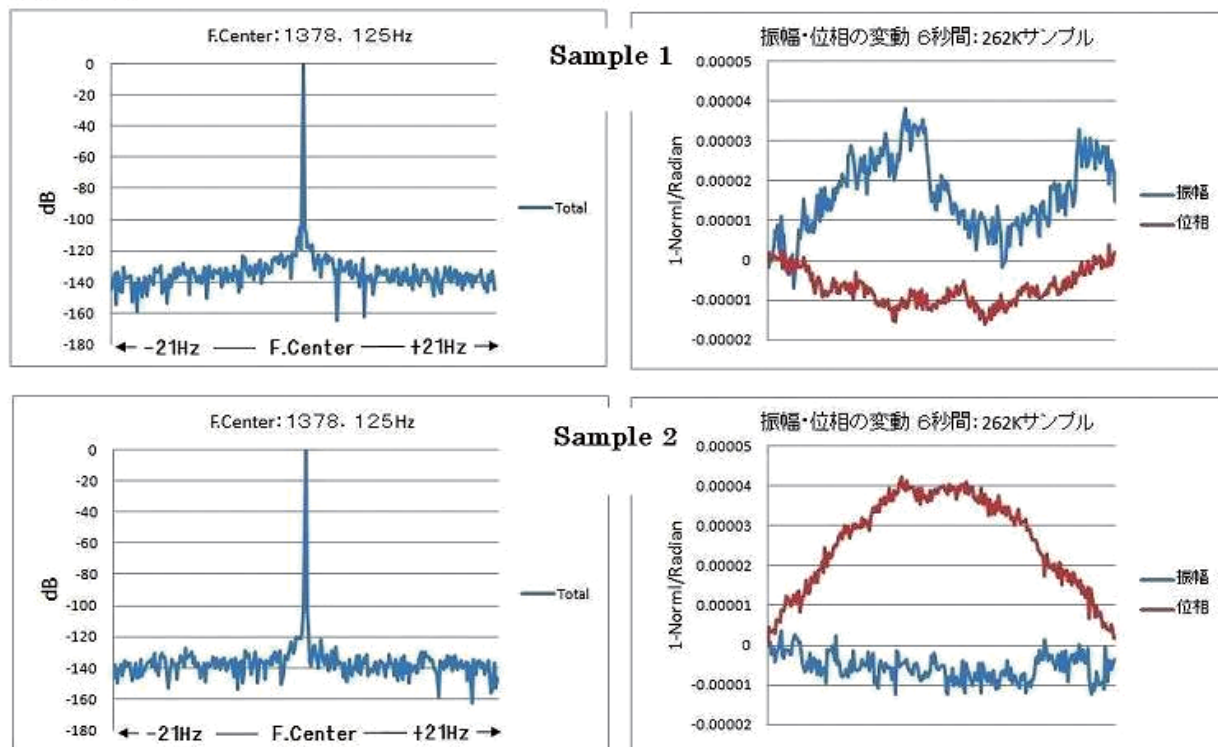 F.Center:1378. 125Hz
0
-20
-40
-60
-80
-100
-120
-140
-160
-180
dB
Total
← -21Hz — F.Center — +21Hz →
Sample 1
振幅・位相の変動 6秒間:262Kサンプル
0.00005
0.00004
0.00003
0.00002
0.00001
0
-0.00001
-0.00002
1-Norml/Radian
振幅
位相
F.Center:1378. 125Hz
0
-20
-40
-60
-80
-100
-120
-140
-160
-180
dB
Total
← -21Hz — F.Center — +21Hz →
Sample 2
振幅・位相の変動 6秒間:262Kサンプル
0.00005
0.00004
0.00003
0.00002
0.00001
0
-0.00001
-0.00002
1-Norml/Radian
振幅
位相